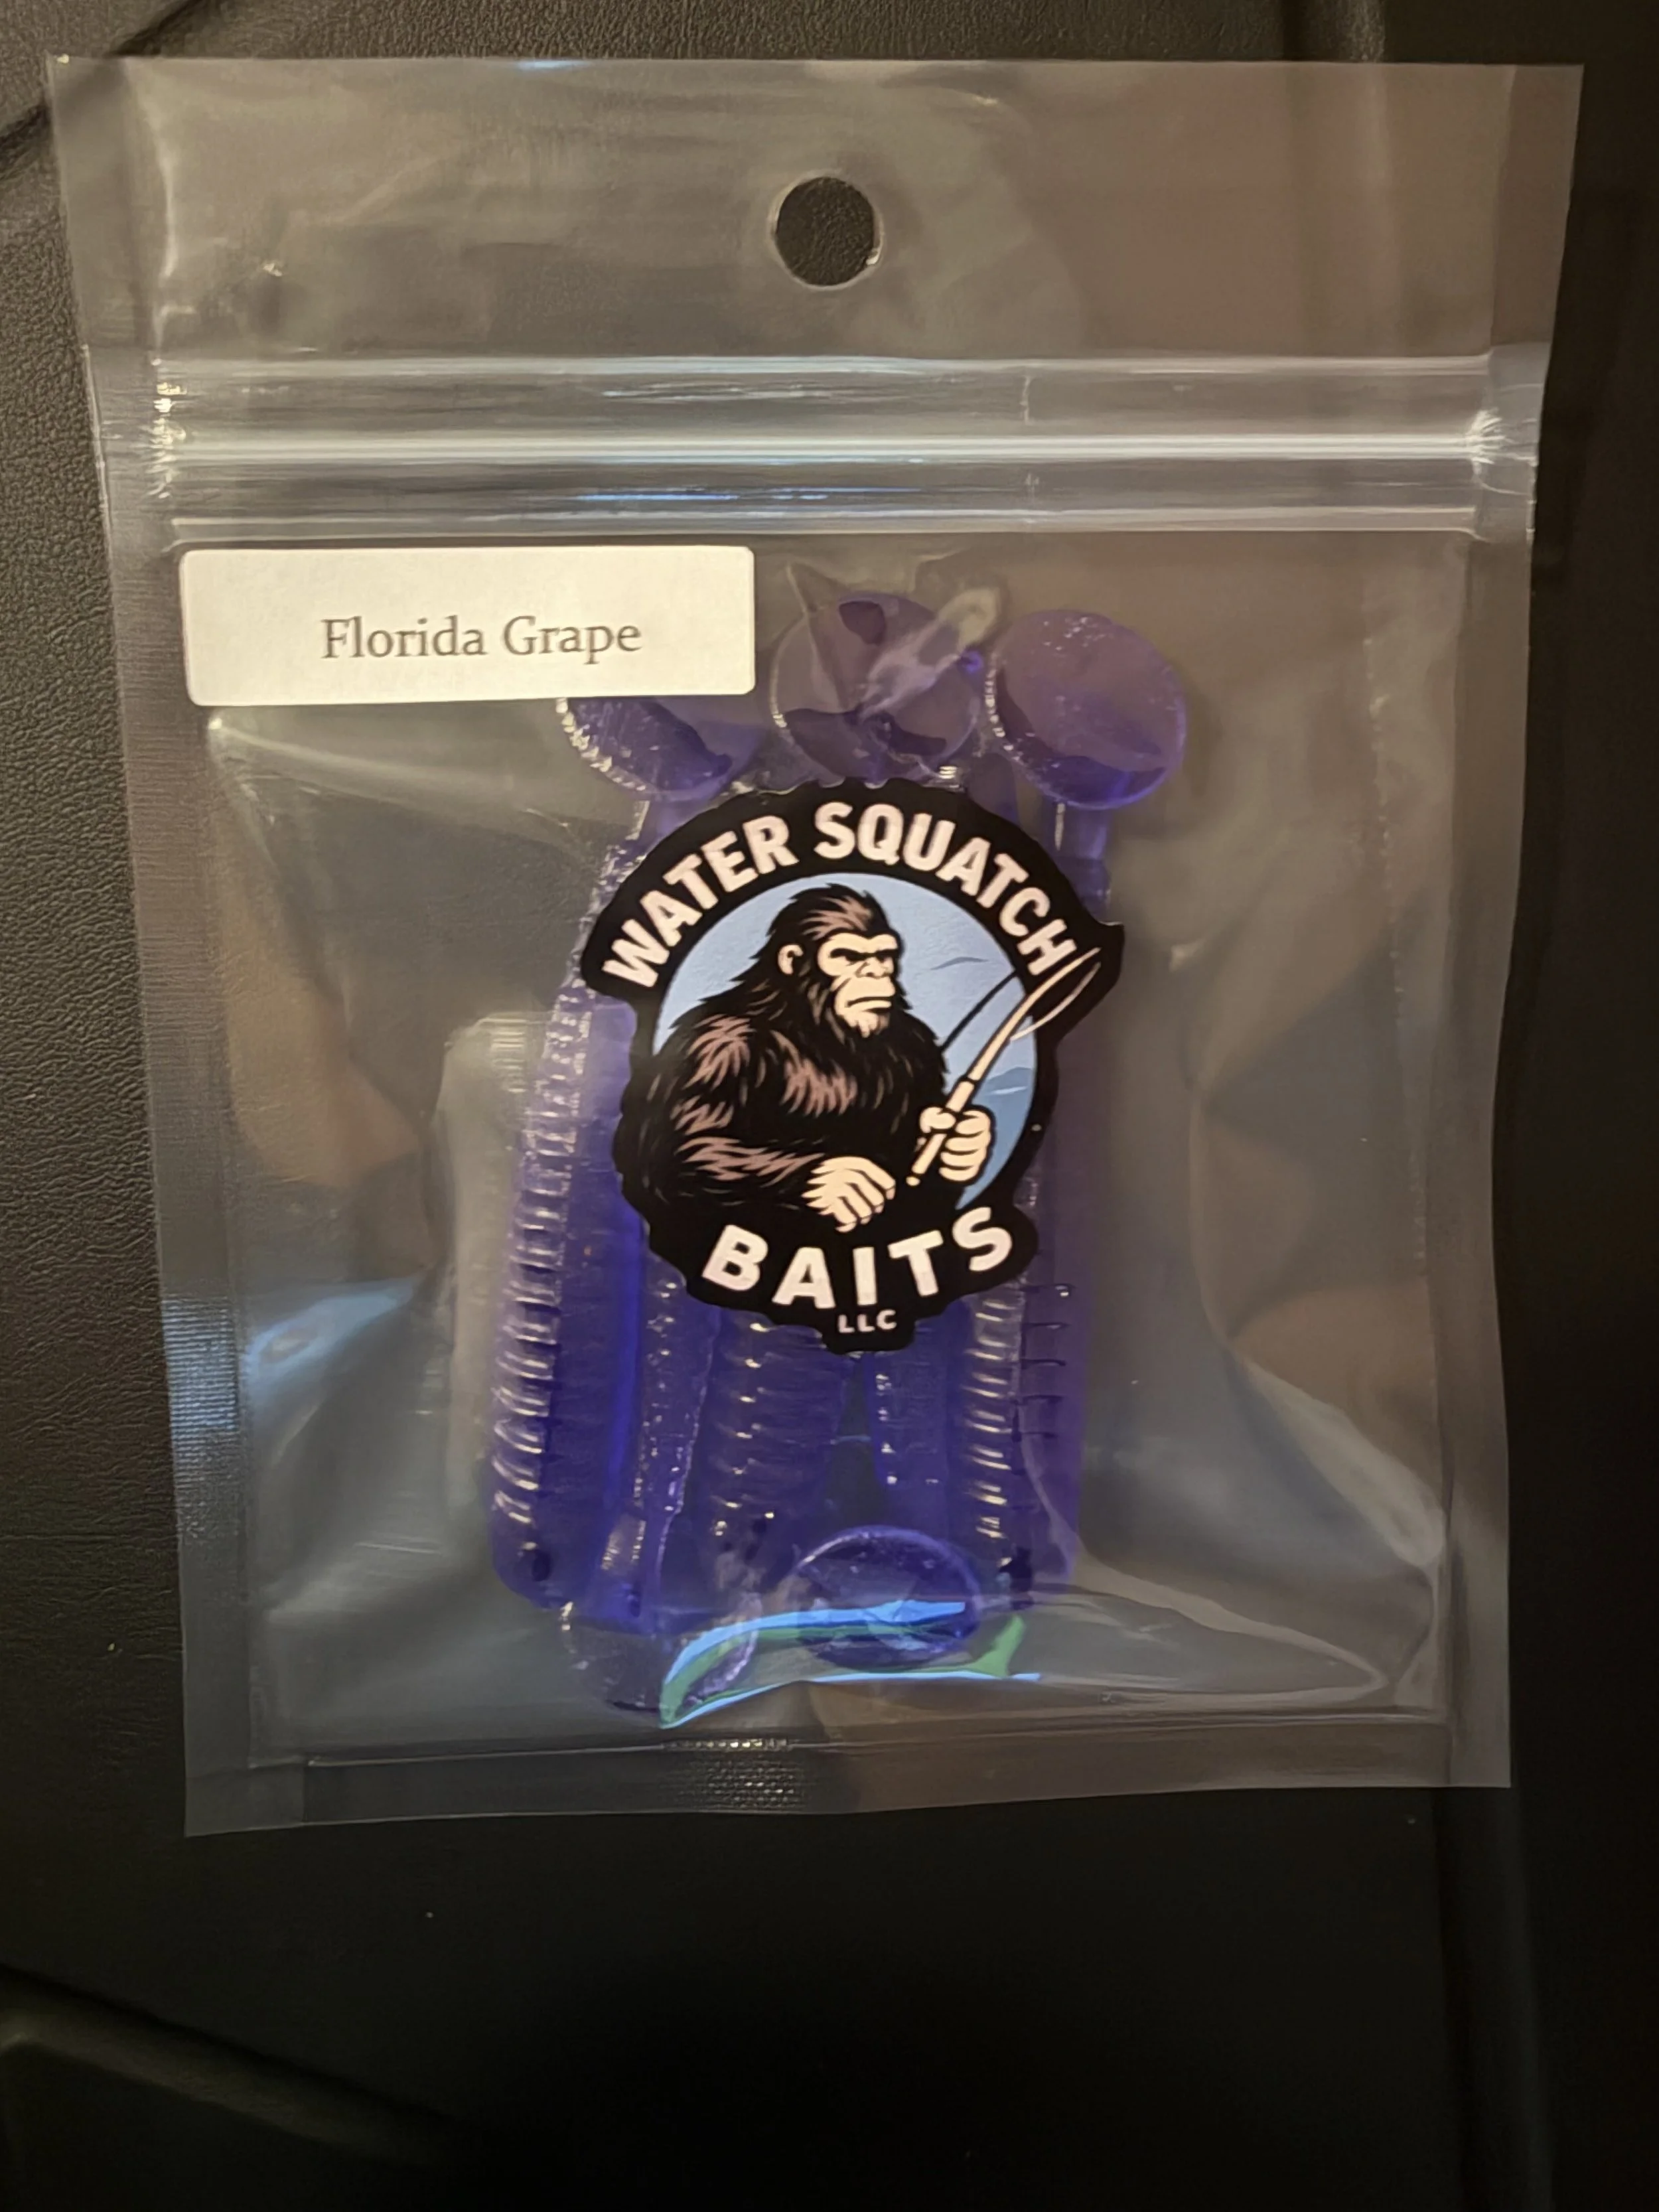 Florida Grape
WATER SQUATCH
BAITS
LLC